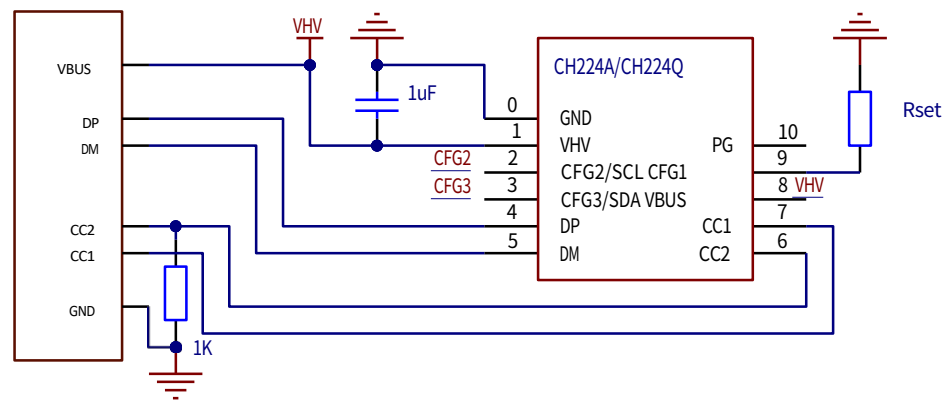 VHV
VBUS
CH224A/CH224Q
1uF
Rset
0
GND
DP
1
VHV
PG
10
DM
CFG2
2
CFG2/SCL CFG1
9
CFG3
3
CFG3/SDA VBUS
8
VHV
4
DP
CC1
7
CC2
5
DM
CC2
6
CC1
GND
1K